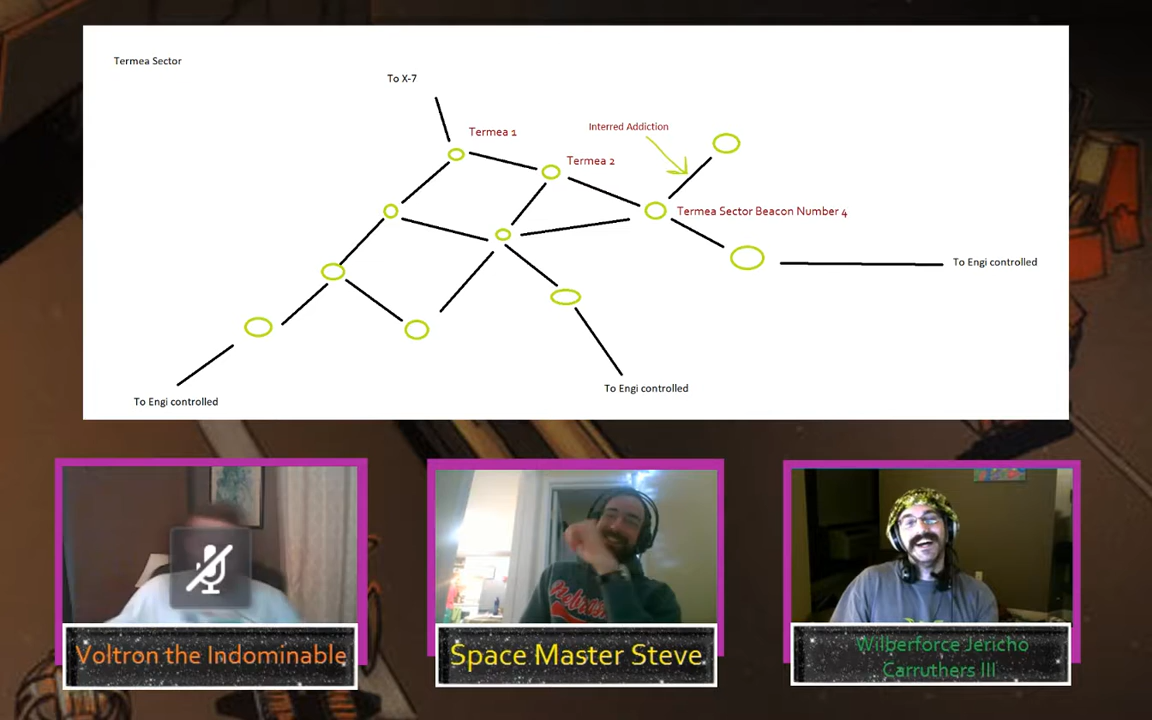 Termea Sector
To X-7
Termea 1
Interred Addiction
Termea 2
Termea Sector Beacon Number 4
To Engi controlled
To Engi controlled
To Engi controlled
Voltron the Indominable
Space Master Steve
Wilberforce Jericho
Carruthers III